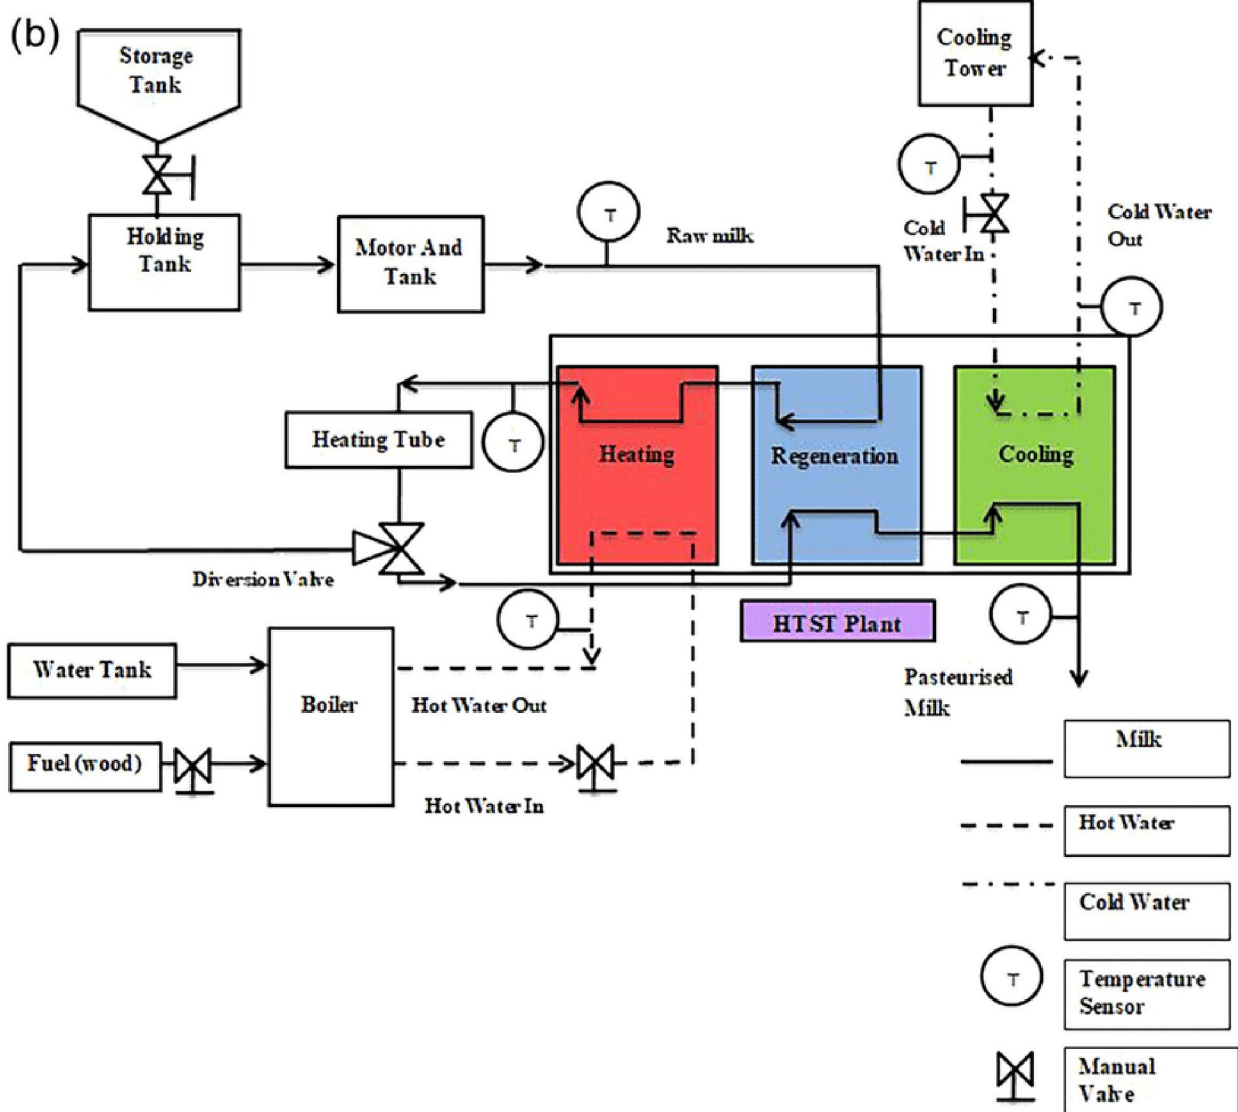 (b)
Storage
Tank
Cooling
Tower
T
Holding
Tank
Motor And
Tank
T
Raw milk
Cold
Water In
Cold Water
Out
T
Heating Tube
T
Heating
Regeneration
Cooling
Diversion Valve
T
HTST Plant
T
Water Tank
Boiler
Hot Water Out
Pasteurised
Milk
Fuel (wood)
Hot Water In
Milk
Hot Water
Cold Water
T
Temperature
Sensor
Manual
Valve